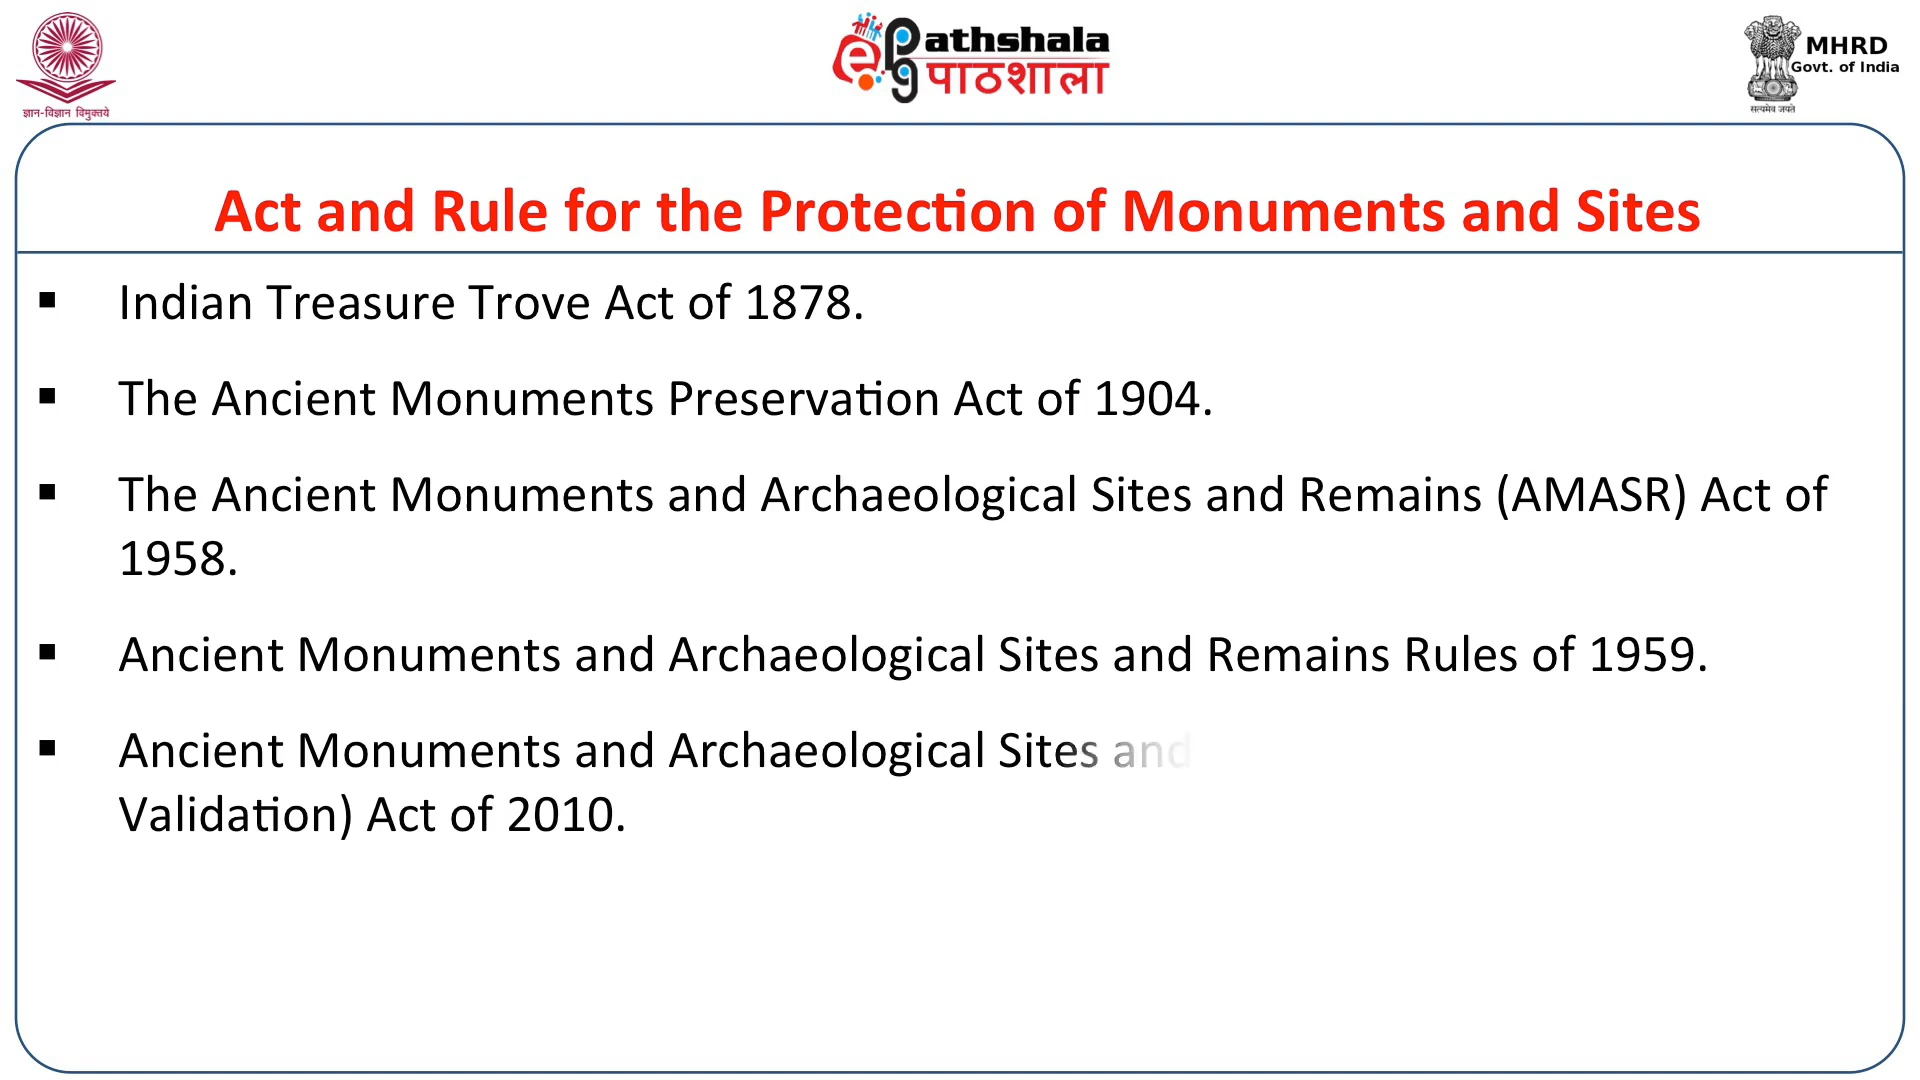 ज्ञान-विज्ञान विमुक्तये
ePathshala
pg पाठशाला
MHRD
Govt. of India
सत्यमेव जयते
Act and Rule for the Protection of Monuments and Sites
▪ Indian Treasure Trove Act of 1878.
▪ The Ancient Monuments Preservation Act of 1904.
▪ The Ancient Monuments and Archaeological Sites and Remains (AMASR) Act of
1958.
▪ Ancient Monuments and Archaeological Sites and Remains Rules of 1959.
▪ Ancient Monuments and Archaeological Sites and
Validation) Act of 2010.